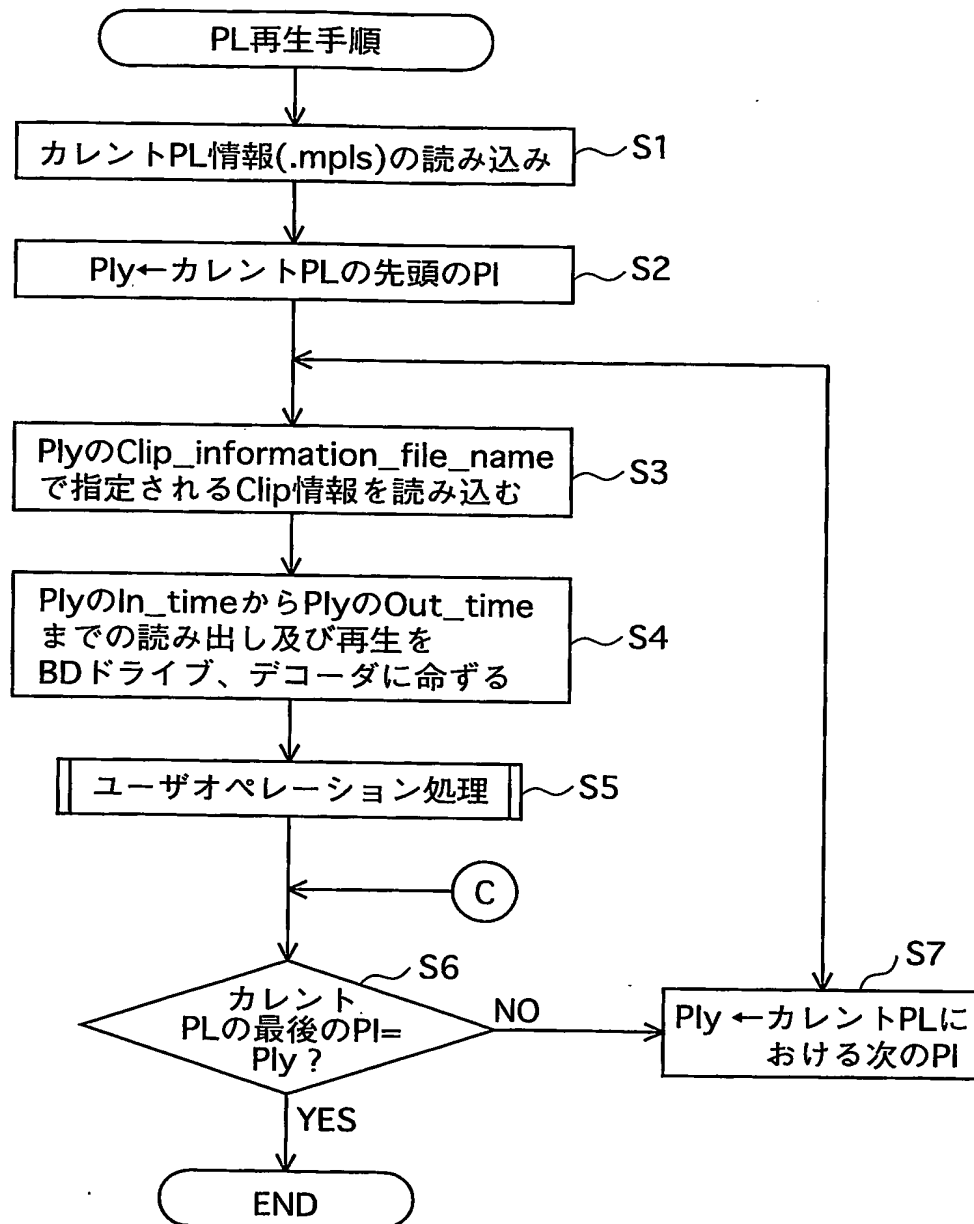 PL再生手順
カレントPL情報(.mpls)の読み込み
S1
PIy←カレントPLの先頭のPI
S2
PIyのClip_information_file_name
で指定されるClip情報を読み込む
S3
PIyのIn_timeからPIyのOut_time
までの読み出し及び再生を
BDドライブ、デコーダに命ずる
S4
ユーザオペレーション処理
S5
C
S6
カレント
PLの最後のPI=
PIy?
NO
S7
PIy←カレントPLに
おける次のPI
YES
END